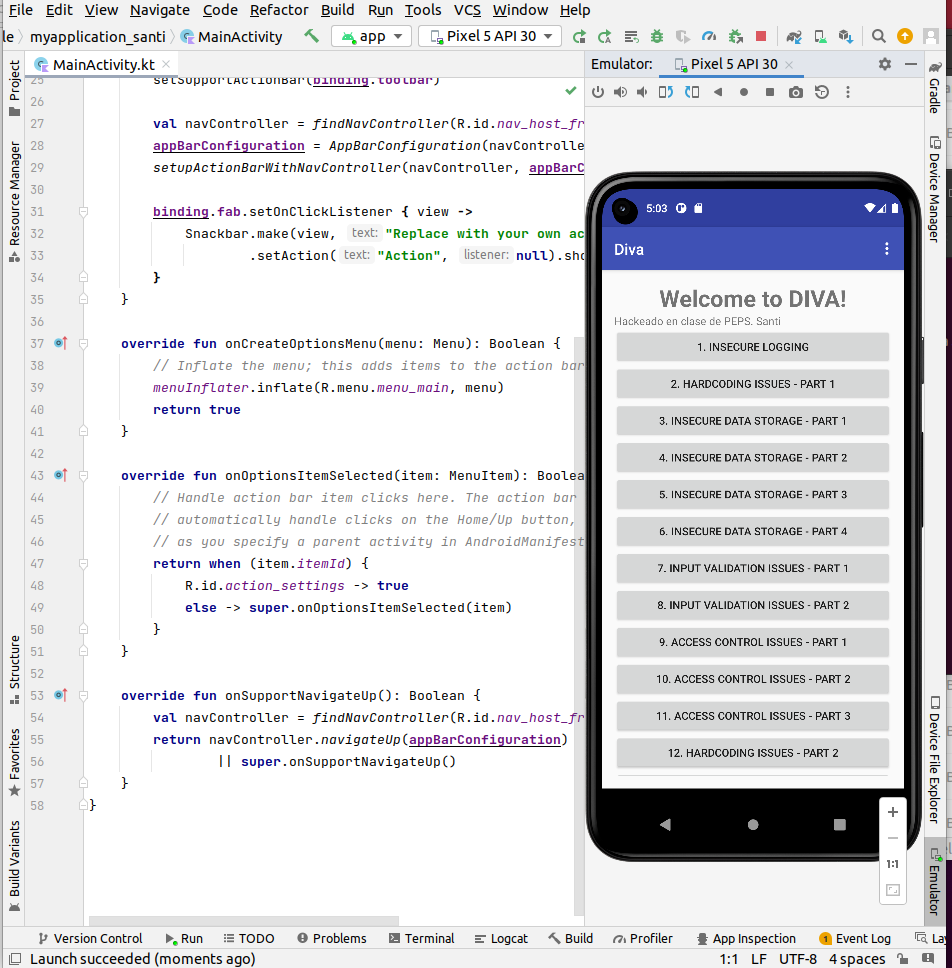 File Edit View Navigate Code Refactor Build Run Tools VCS Window Help
le myapplication_santi MainActivity app Pixel 5 API 30
MainActivity.kt
Emulator: Pixel 5 API 30
Project
Resource Manager
Structure
Favorites
Build Variants
25 setSupportActionBar(binding.toolbar)
26
27 val navController = findNavController(R.id.nav_host_fr
28 appBarConfiguration = AppBarConfiguration(navControlle
29 setupActionBarWithNavController(navController, appBarC
30
31 binding.fab.setOnClickListener { view ->
32 Snackbar.make(view, text: "Replace with your own ac
33 .setAction( text: "Action", listener: null).sho
34 }
35 }
36
37 override fun onCreateOptionsMenu(menu: Menu): Boolean {
38 // Inflate the menu; this adds items to the action bar
39 menuInflater.inflate(R.menu.menu_main, menu)
40 return true
41 }
42
43 override fun onOptionsItemSelected(item: MenuItem): Boolea
44 // Handle action bar item clicks here. The action bar
45 // automatically handle clicks on the Home/Up button,
46 // as you specify a parent activity in AndroidManifest
47 return when (item.itemId) {
48 R.id.action_settings -> true
49 else -> super.onOptionsItemSelected(item)
50 }
51 }
52
53 override fun onSupportNavigateUp(): Boolean {
54 val navController = findNavController(R.id.nav_host_fr
55 return navController.navigateUp(appBarConfiguration)
56 || super.onSupportNavigateUp()
57 }
58 }
5:03
Diva
Welcome to DIVA!
Hackeado en clase de PEPS. Santi
1. INSECURE LOGGING
2. HARDCODING ISSUES - PART 1
3. INSECURE DATA STORAGE - PART 1
4. INSECURE DATA STORAGE - PART 2
5. INSECURE DATA STORAGE - PART 3
6. INSECURE DATA STORAGE - PART 4
7. INPUT VALIDATION ISSUES - PART 1
8. INPUT VALIDATION ISSUES - PART 2
9. ACCESS CONTROL ISSUES - PART 1
10. ACCESS CONTROL ISSUES - PART 2
11. ACCESS CONTROL ISSUES - PART 3
12. HARDCODING ISSUES - PART 2
1:1
Gradle
Device Manager
Device File Explorer
Emulator
Version Control Run TODO Problems Terminal Logcat Build Profiler App Inspection 1 Event Log Lay
Launch succeeded (moments ago) 1:1 LF UTF-8 4 spaces